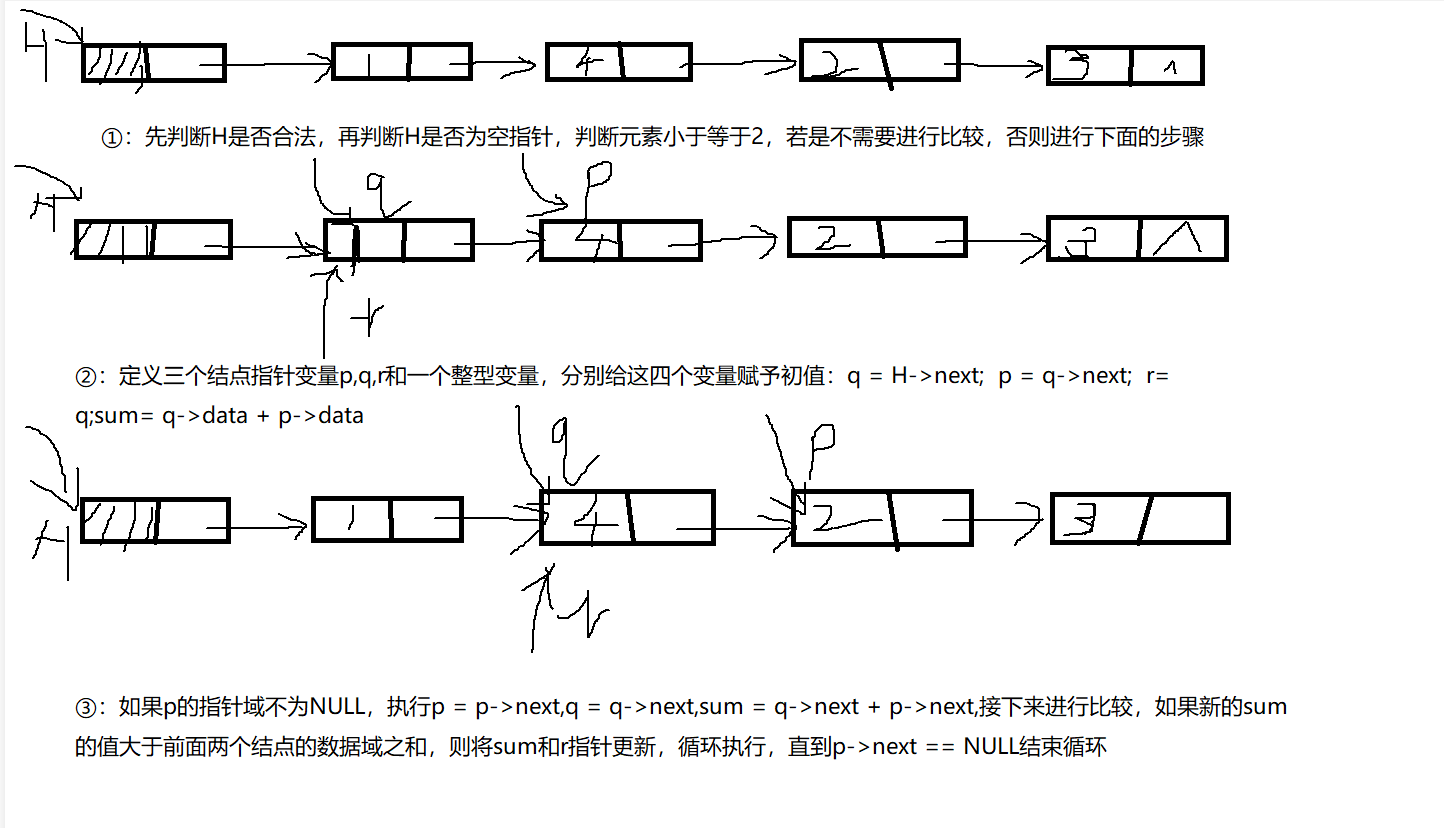 H
1 4 2 3 ^
①：先判断H是否合法，再判断H是否为空指针，判断元素小于等于2，若是不需要进行比较，否则进行下面的步骤
q p
H
1 4 2 3 ^
r
②：定义三个结点指针变量p,q,r和一个整型变量，分别给这四个变量赋予初值：q = H->next;  p = q->next;  r=
q;sum= q->data + p->data
q p
1 4 2 3
H
r
③：如果p的指针域不为NULL，执行p = p->next,q = q->next,sum = q->next + p->next,接下来进行比较，如果新的sum
的值大于前面两个结点的数据域之和，则将sum和r指针更新，循环执行，直到p->next == NULL结束循环